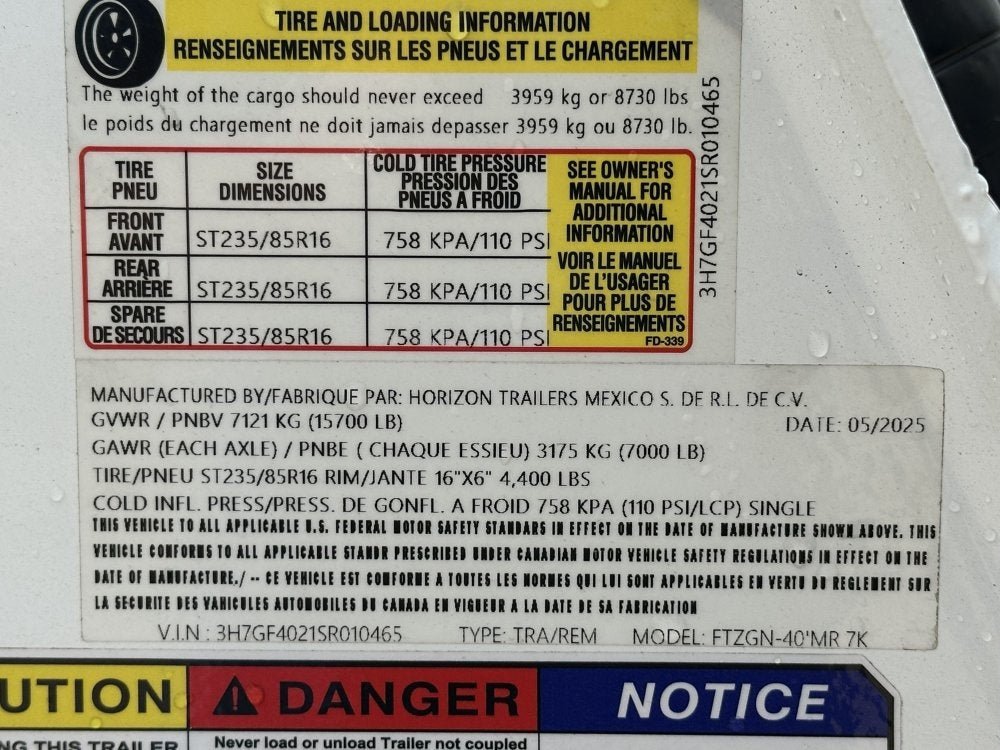 TIRE AND LOADING INFORMATION
RENSEIGNEMENTS SUR LES PNEUS ET LE CHARGEMENT
The weight of the cargo should never exceed 3959 kg or 8730 lbs
le poids du chargement ne doit jamais depasser 3959 kg ou 8730 lb.
3H7GF4021SR010465
TIRE
PNEU
SIZE
DIMENSIONS
COLD TIRE PRESSURE
PRESSION DES
PNEUS A FROID
FRONT
AVANT
ST235/85R16
758 KPA/110 PSI
REAR
ARRIÈRE
ST235/85R16
758 KPA/110 PSI
SPARE
DE SECOURS
ST235/85R16
758 KPA/110 PSI
SEE OWNER'S
MANUAL FOR
ADDITIONAL
INFORMATION
VOIR LE MANUEL
DE L'USAGER
POUR PLUS DE
RENSEIGNEMENTS
FD-339
MANUFACTURED BY/FABRIQUE PAR: HORIZON TRAILERS MEXICO S. DE R.L. DE C.V.
GVWR / PNBV 7121 KG (15700 LB) DATE: 05/2025
GAWR (EACH AXLE) / PNBE ( CHAQUE ESSIEU) 3175 KG (7000 LB)
TIRE/PNEU ST235/85R16 RIM/JANTE 16"X6" 4,400 LBS
COLD INFL. PRESS/PRESS. DE GONFL. A FROID 758 KPA (110 PSI/LCP) SINGLE
THIS VEHICLE TO ALL APPLICABLE U.S. FEDERAL MOTOR SAFETY STANDARS IN EFFECT ON THE DATE OF MANUFACTURE SHOWN ABOVE. THIS
VEHICLE CONFORMS TO ALL APPLICABLE STANDR PRESCRIBED UNDER CANADIAN MOTOR VEHICLE SAFETY REGULATIONS IN EFFECT ON THE
DATE OF MANUFACTURE./ -- CE VEHICLE EST CONFORME A TOUTES LES NORMES QUI LUI SONT APPLICABLES EN VERTU DU REGLEMENT SUR
LA SECURITE DES VAHICULES AUTOMOBILES DU CANADA EN VIGUEUR A LA DATE DE SA FABRICATION
V.I.N : 3H7GF4021SR010465 TYPE: TRA/REM MODEL: FTZGN-40'MR 7K
UTION
DANGER
NOTICE
NG THIS TRAILER
Never load or unload Trailer not coupled